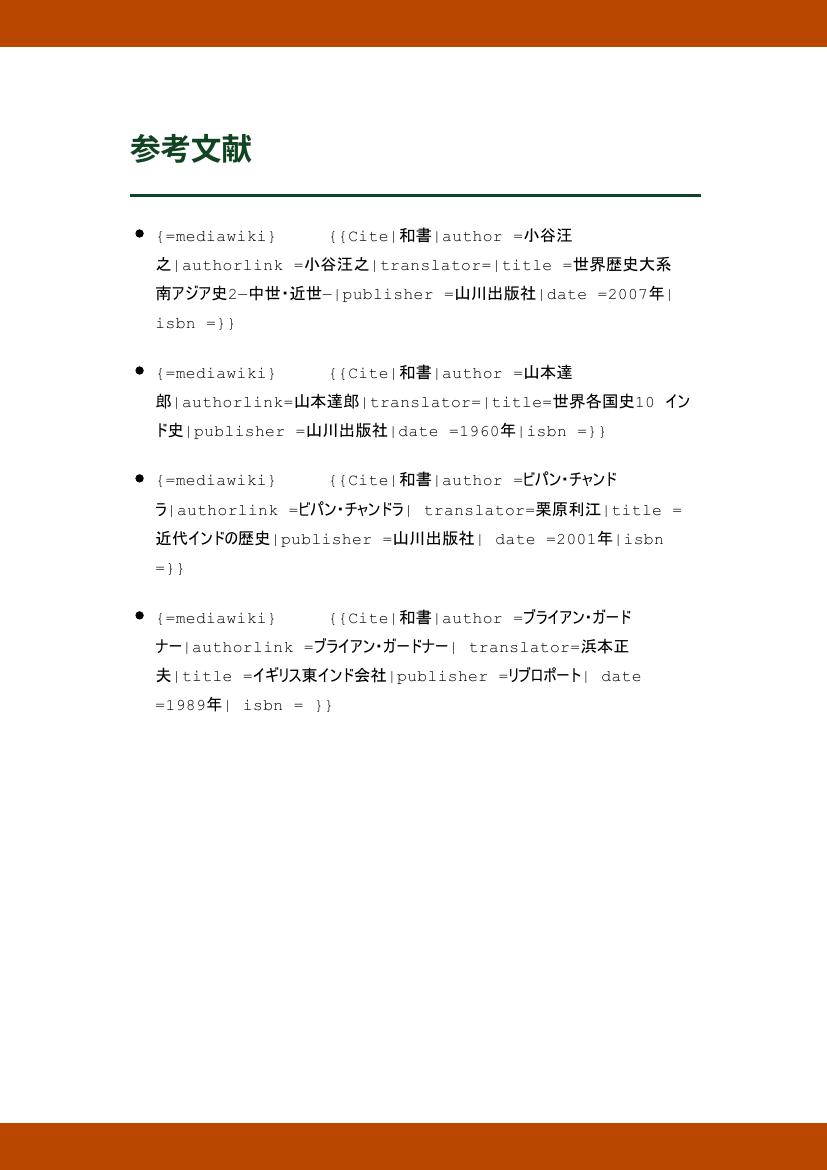 参考文献
• {=mediawiki}   {{Cite|和書|author =小谷汪
之|authorlink =小谷汪之|translator=|title =世界歴史大系
南アジア史2―中世・近世―|publisher =山川出版社|date =2007年|
isbn =}}
• {=mediawiki}   {{Cite|和書|author =山本達
郎|authorlink=山本達郎|translator=|title=世界各国史10 イン
ド史|publisher =山川出版社|date =1960年|isbn =}}
• {=mediawiki}   {{Cite|和書|author =ビパン・チャンド
ラ|authorlink =ビパン・チャンドラ| translator=栗原利江|title =
近代インドの歴史|publisher =山川出版社| date =2001年|isbn
=}}
• {=mediawiki}   {{Cite|和書|author =ブライアン・ガード
ナー|authorlink =ブライアン・ガードナー| translator=浜本正
夫|title =イギリス東インド会社|publisher =リブロポート| date
=1989年| isbn = }}